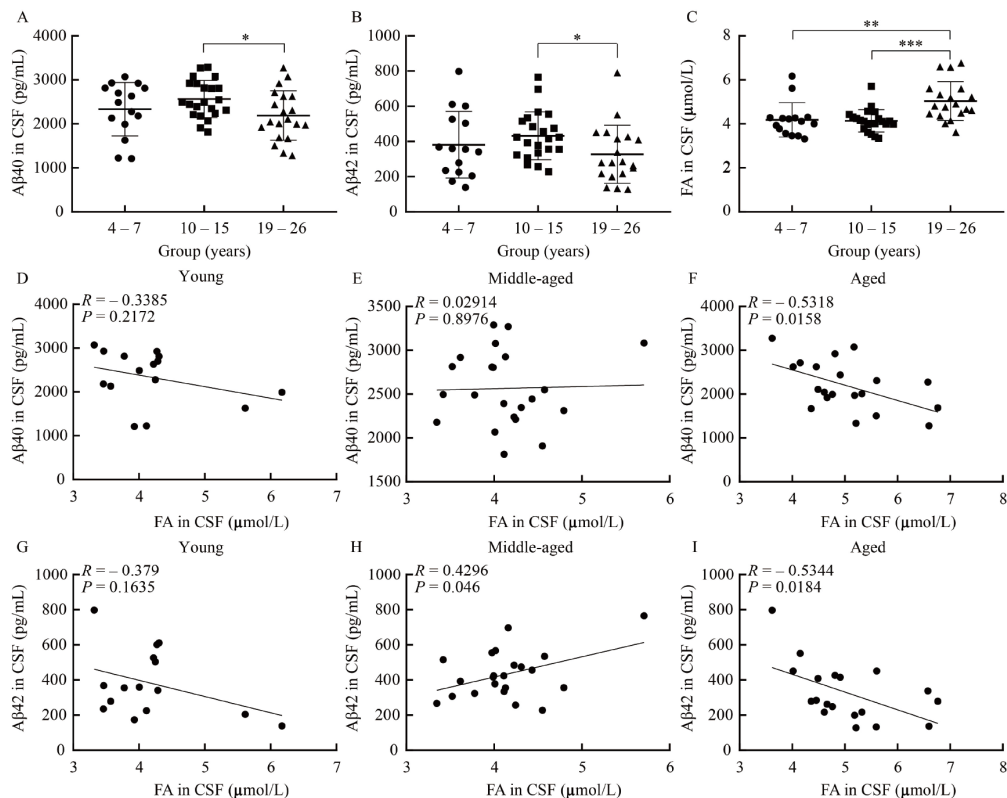 A
Aβ40 in CSF (pg/mL)
4000
3000
2000
1000
0
*
4 – 7 10 – 15 19 – 26
Group (years)
B
Aβ42 in CSF (pg/mL)
1000
800
600
400
200
0
*
4 – 7 10 – 15 19 – 26
Group (years)
C
FA in CSF (μmol/L)
8
6
4
2
0
**
***
4 – 7 10 – 15 19 – 26
Group (years)
D
Young
R = – 0.3385
P = 0.2172
Aβ40 in CSF (pg/mL)
4000
3000
2000
1000
0
3 4 5 6 7
FA in CSF (μmol/L)
E
Middle-aged
R = 0.02914
P = 0.8976
Aβ40 in CSF (pg/mL)
3500
3000
2500
2000
1500
3 4 5 6
FA in CSF (μmol/L)
F
Aged
R = – 0.5318
P = 0.0158
Aβ40 in CSF (pg/mL)
4000
3000
2000
1000
0
3 4 5 6 7 8
FA in CSF (μmol/L)
G
Young
R = – 0.379
P = 0.1635
Aβ42 in CSF (pg/mL)
1000
800
600
400
200
0
3 4 5 6 7
FA in CSF (μmol/L)
H
Middle-aged
R = 0.4296
P = 0.046
Aβ42 in CSF (pg/mL)
1000
800
600
400
200
0
3 4 5 6
FA in CSF (μmol/L)
I
Aged
R = – 0.5344
P = 0.0184
Aβ42 in CSF (pg/mL)
1000
800
600
400
200
0
3 4 5 6 7 8
FA in CSF (μmol/L)